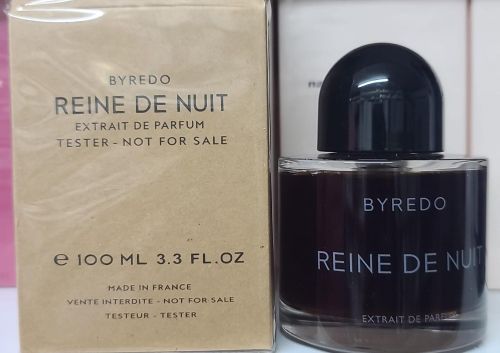 BYREDO
REINE DE NUIT
EXTRAIT DE PARFUM
TESTER - NOT FOR SALE
e 100 ML 3.3 FL.OZ
MADE IN FRANCE
VENTE INTERDITE - NOT FOR SALE
TESTEUR - TESTER
BYREDO
REINE DE NUIT
EXTRAIT DE PARFUM